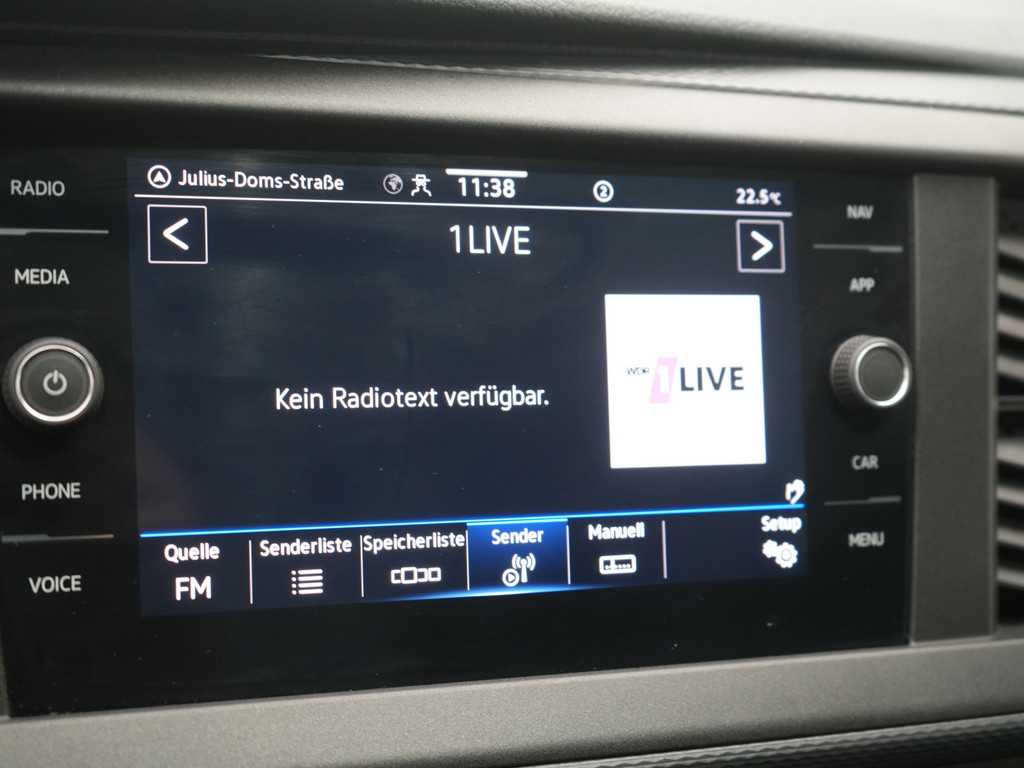 RADIO
MEDIA
PHONE
VOICE
Julius-Doms-Straße 11:38 2 22.5°C
1LIVE
Kein Radiotext verfügbar.
WDR 1LIVE
Quelle Senderliste Speicherliste Sender Manuell Setup
FM
NAV
APP
CAR
MENU